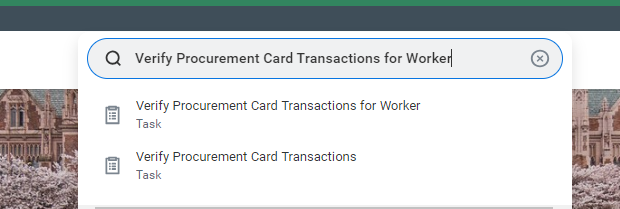 Verify Procurement Card Transactions for Worker
Verify Procurement Card Transactions for Worker
Task
Verify Procurement Card Transactions
Task